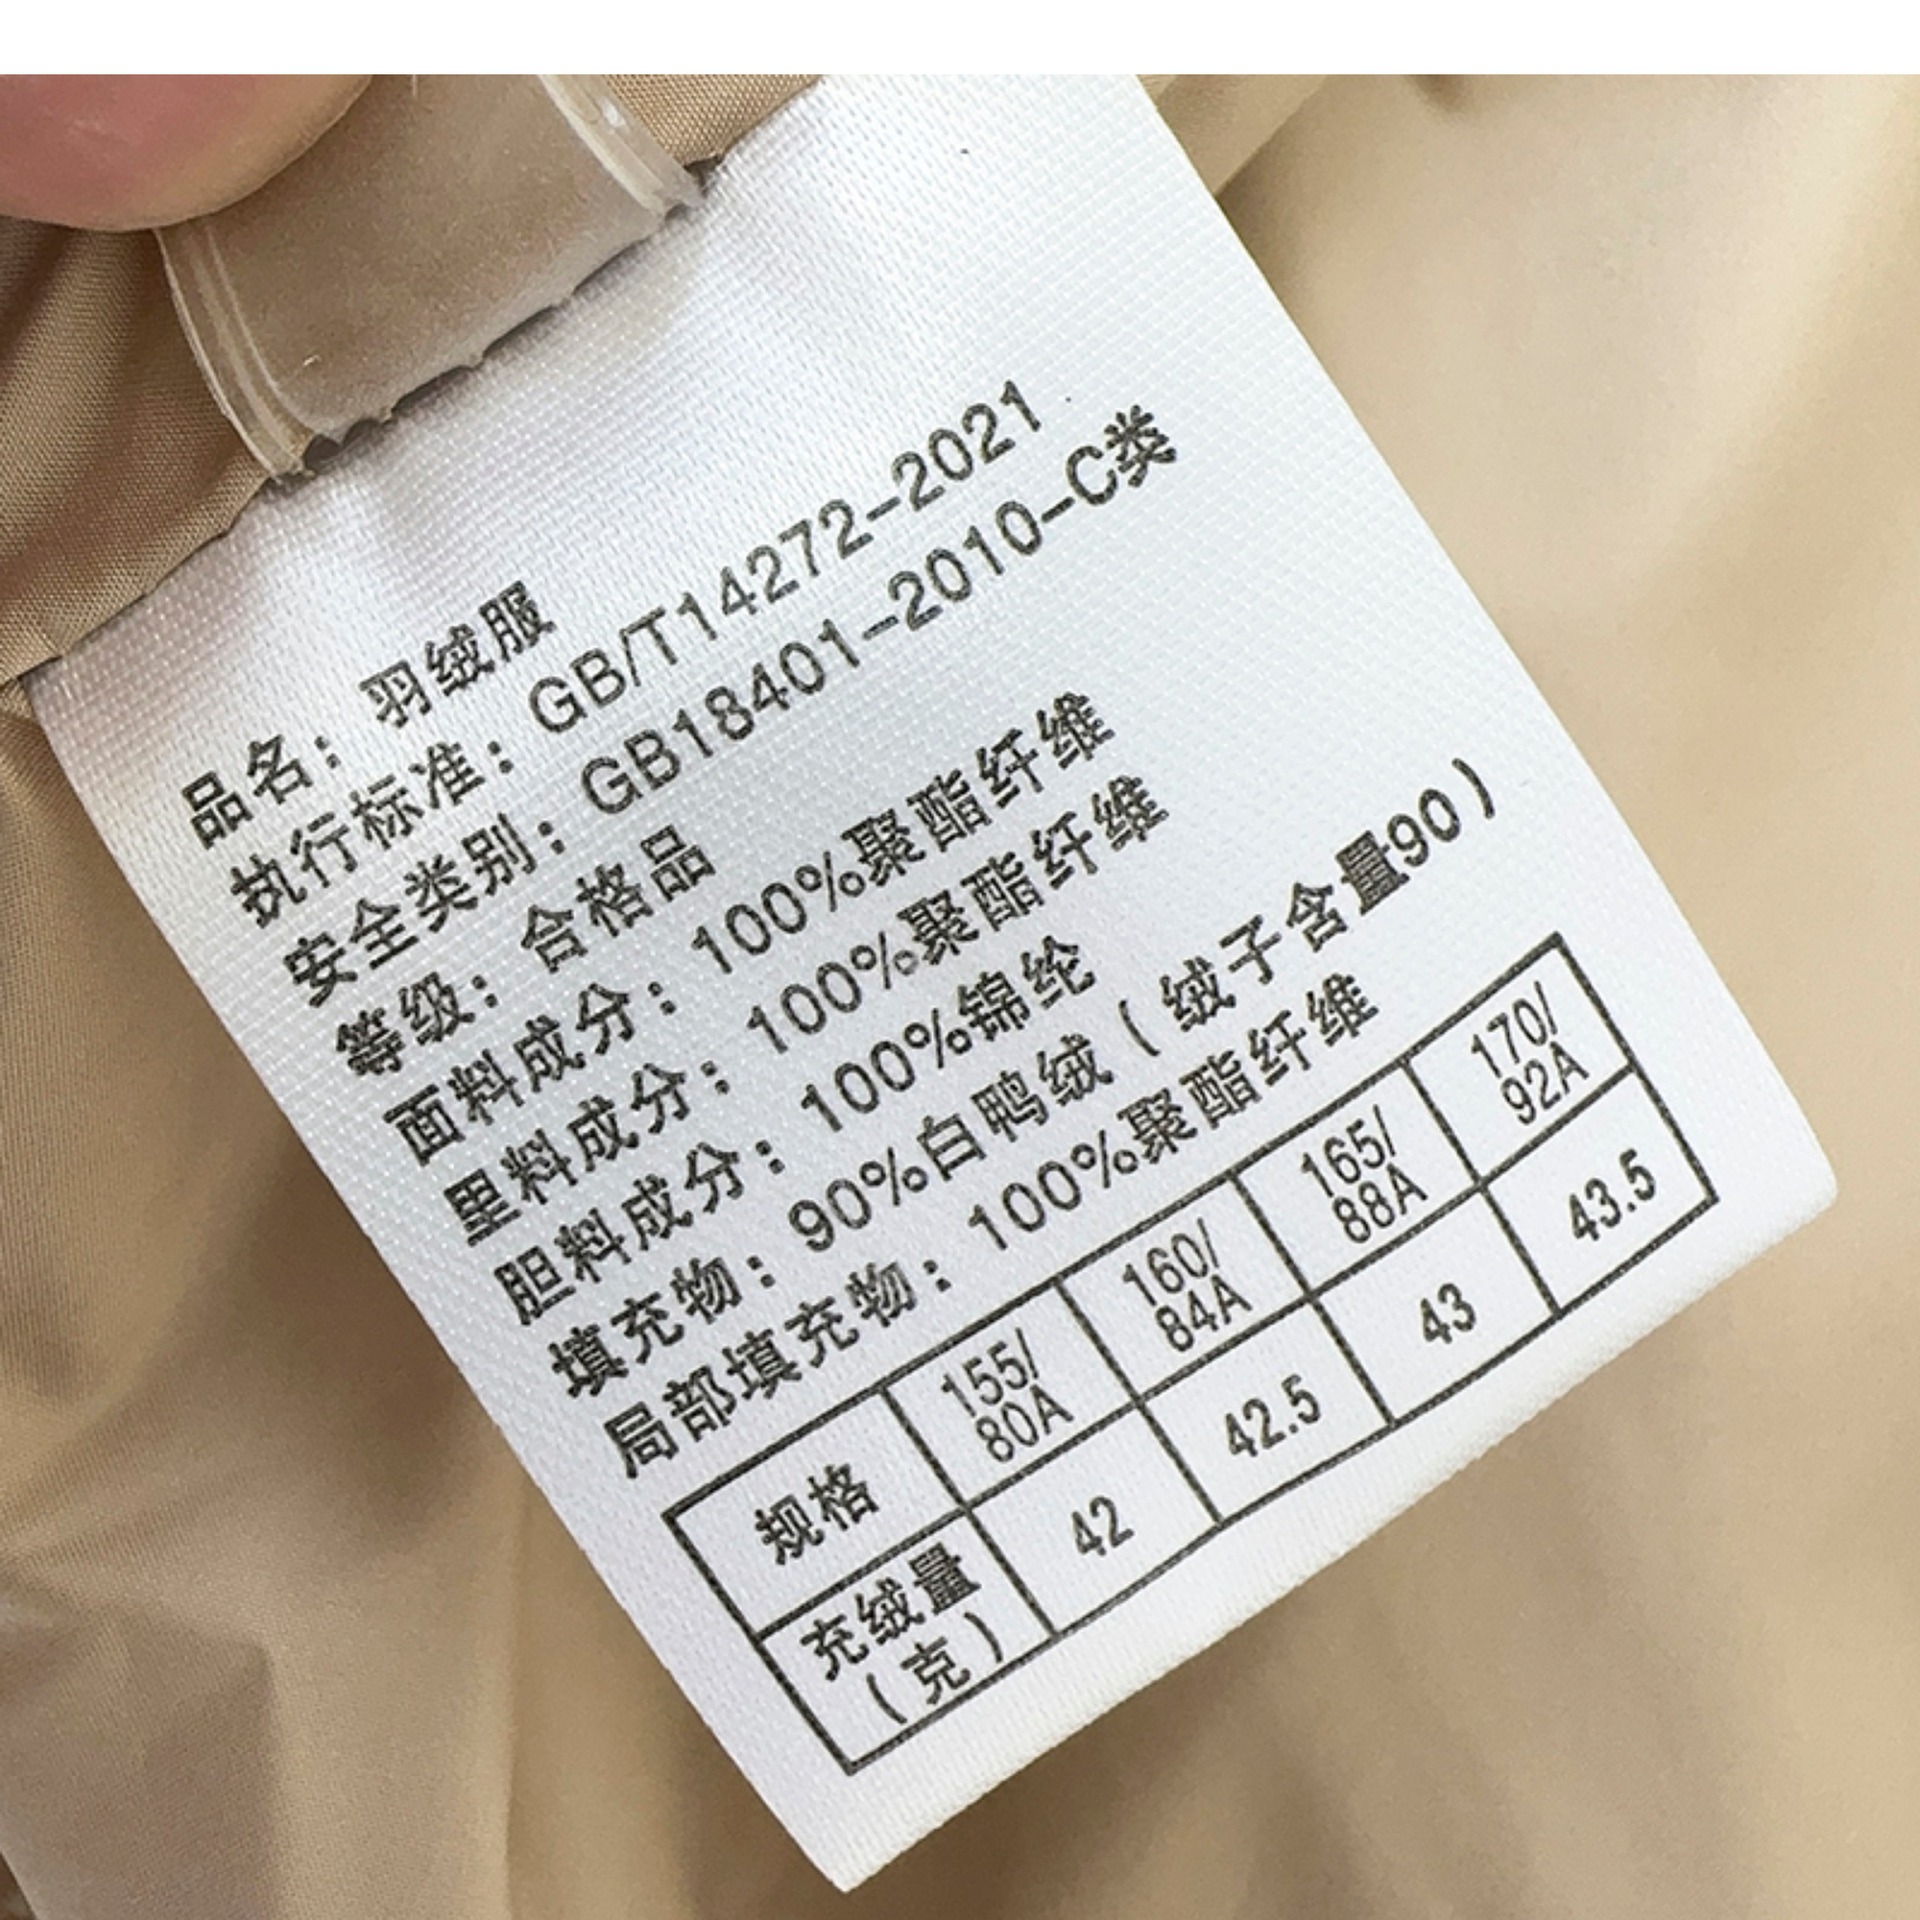 品名：羽绒服
执行标准：GB/T14272-2021
安全类别：GB18401-2010-C类
等级：合格品
面料成分：100%聚酯纤维
里料成分：100%聚酯纤维
胆料成分：100%锦纶
填充物：90%白鸭绒（绒子含量90）
局部填充物：100%聚酯纤维
规格 155/80A 160/84A 165/88A 170/92A
充绒量（克） 42 42.5 43 43.5